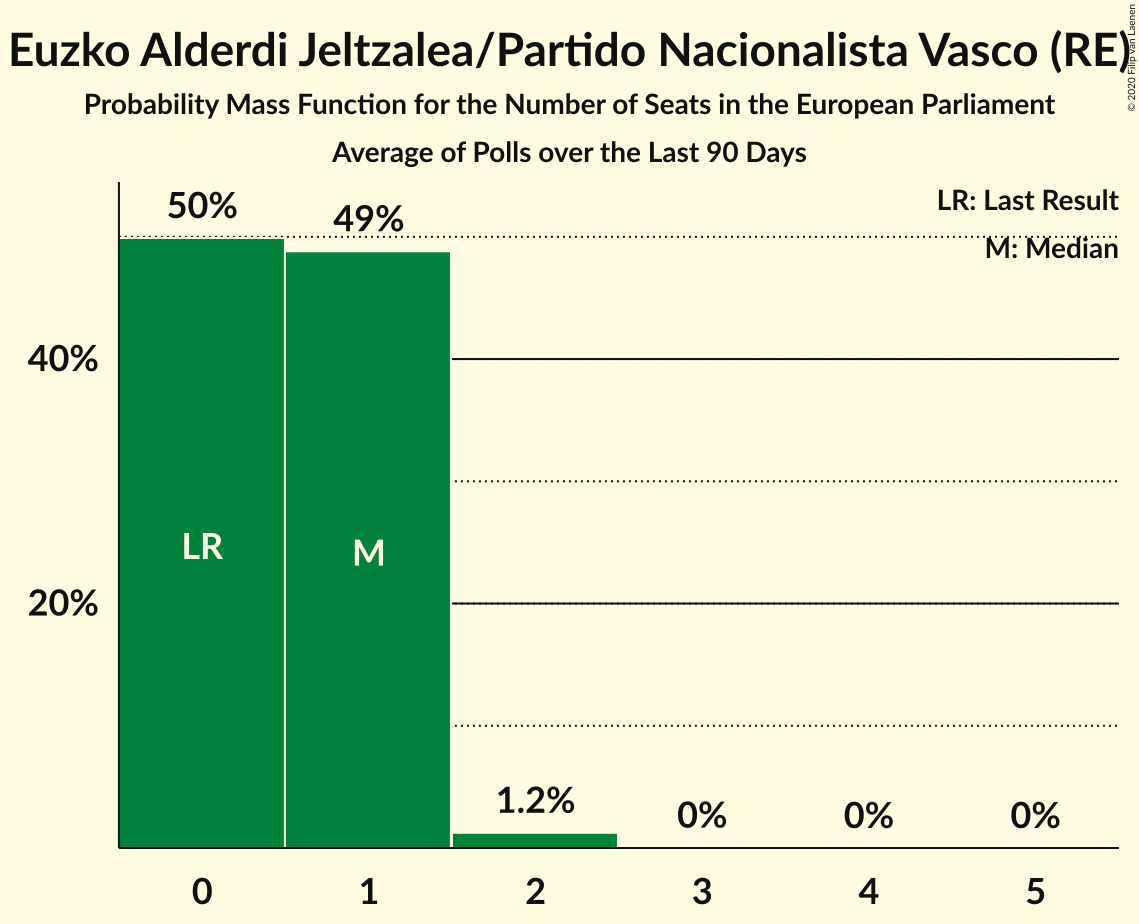 Euzko Alderdi Jeltzalea/Partido Nacionalista Vasco (RE)
© 2020 Filip van Laenen
Probability Mass Function for the Number of Seats in the European Parliament
Average of Polls over the Last 90 Days
LR: Last Result
M: Median
50%
49%
40%
LR
M
20%
1.2%
0%
0%
0%
0
1
2
3
4
5